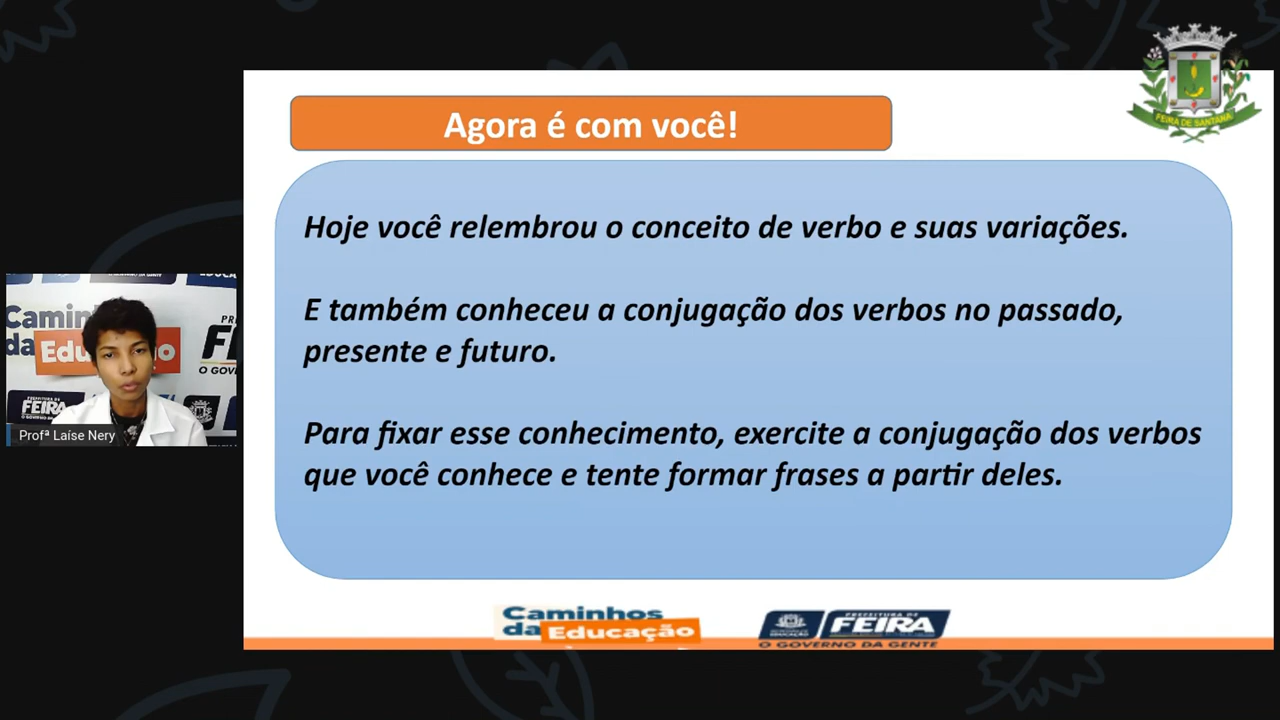 Agora é com você!
FEIRA DE SANTANA
Hoje você relembrou o conceito de verbo e suas variações.
E também conheceu a conjugação dos verbos no passado,
presente e futuro.
Para fixar esse conhecimento, exercite a conjugação dos verbos
que você conhece e tente formar frases a partir deles.
Profª Laíse Nery
Caminhos
da Educação
PREFEITURA DE
FEIRA
O GOVERNO DA GENTE